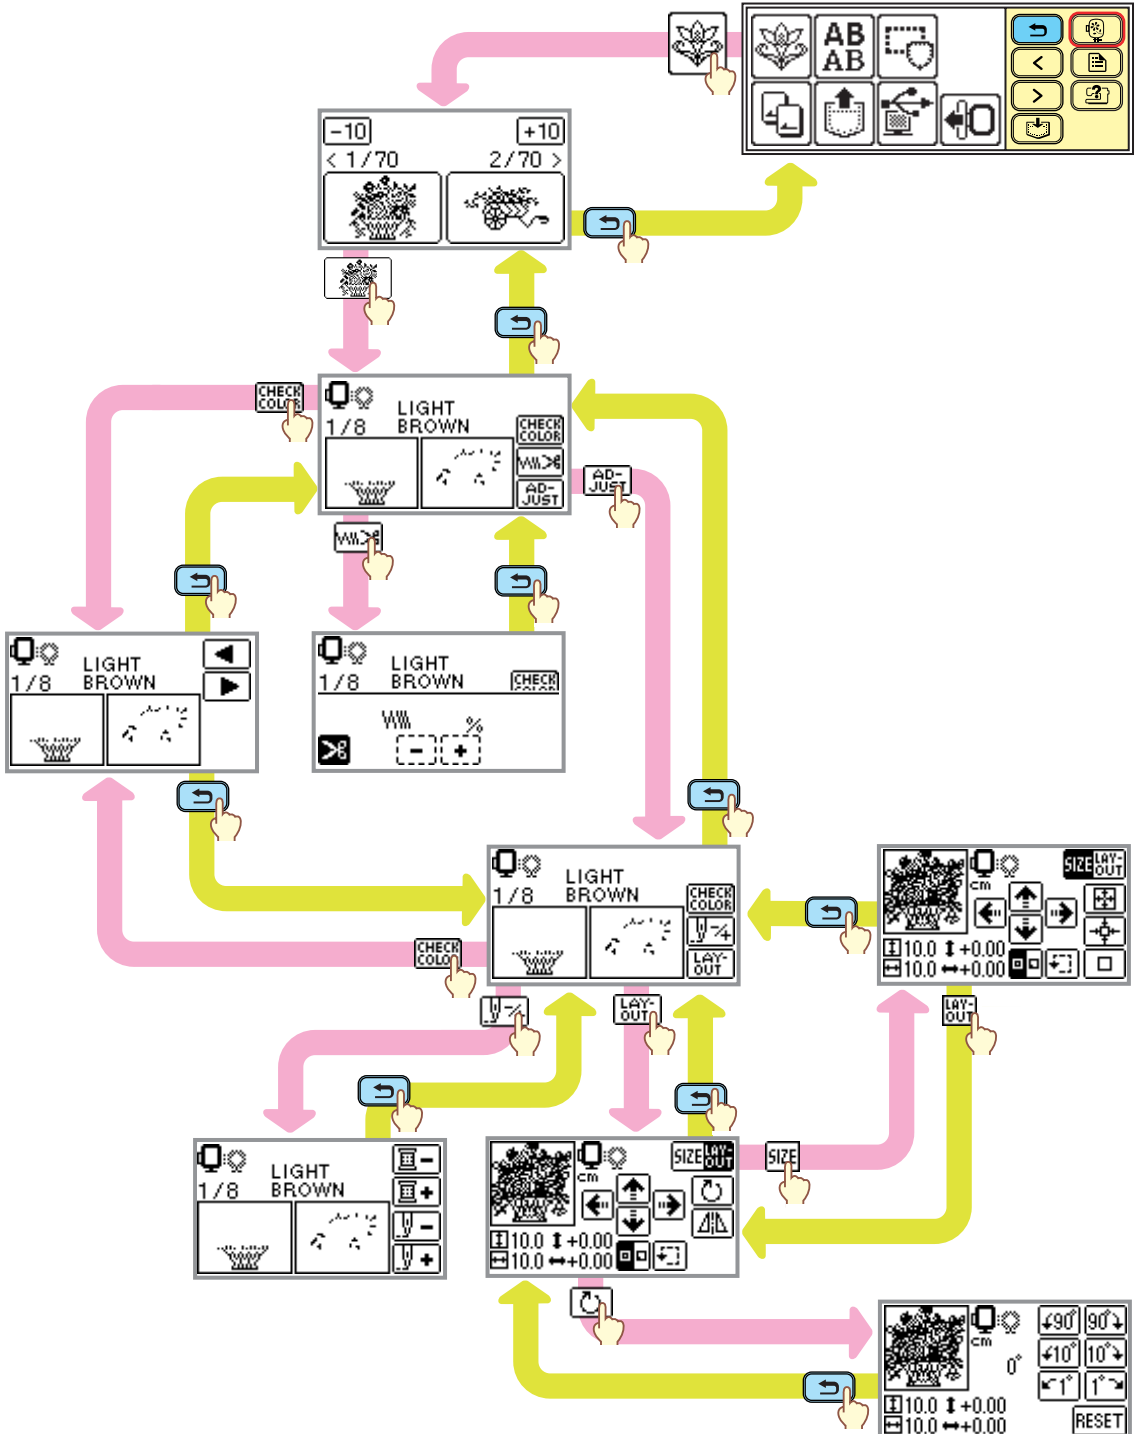 AB
AB
-10 +10
< 1/70 2/70 >
CHECK
COLOR
LIGHT
BROWN
1/8
CHECK
COLOR
AD-
JUST
AD-
JUST
LIGHT
BROWN
1/8
LIGHT
BROWN
1/8
CHECK
COLOR
%
- +
LIGHT
BROWN
1/8
CHECK
COLOR
LAY-
OUT
SIZE LAY-
OUT
cm
10.0 +0.00
10.0 +0.00
CHECK
COLOR
LAY-
OUT
LAY-
OUT
LIGHT
BROWN
1/8
-
+
-
+
SIZE LAY-
OUT
cm
10.0 +0.00
10.0 +0.00
SIZE
cm
0°
90° 90°
10° 10°
1° 1°
10.0 +0.00
10.0 +0.00
RESET